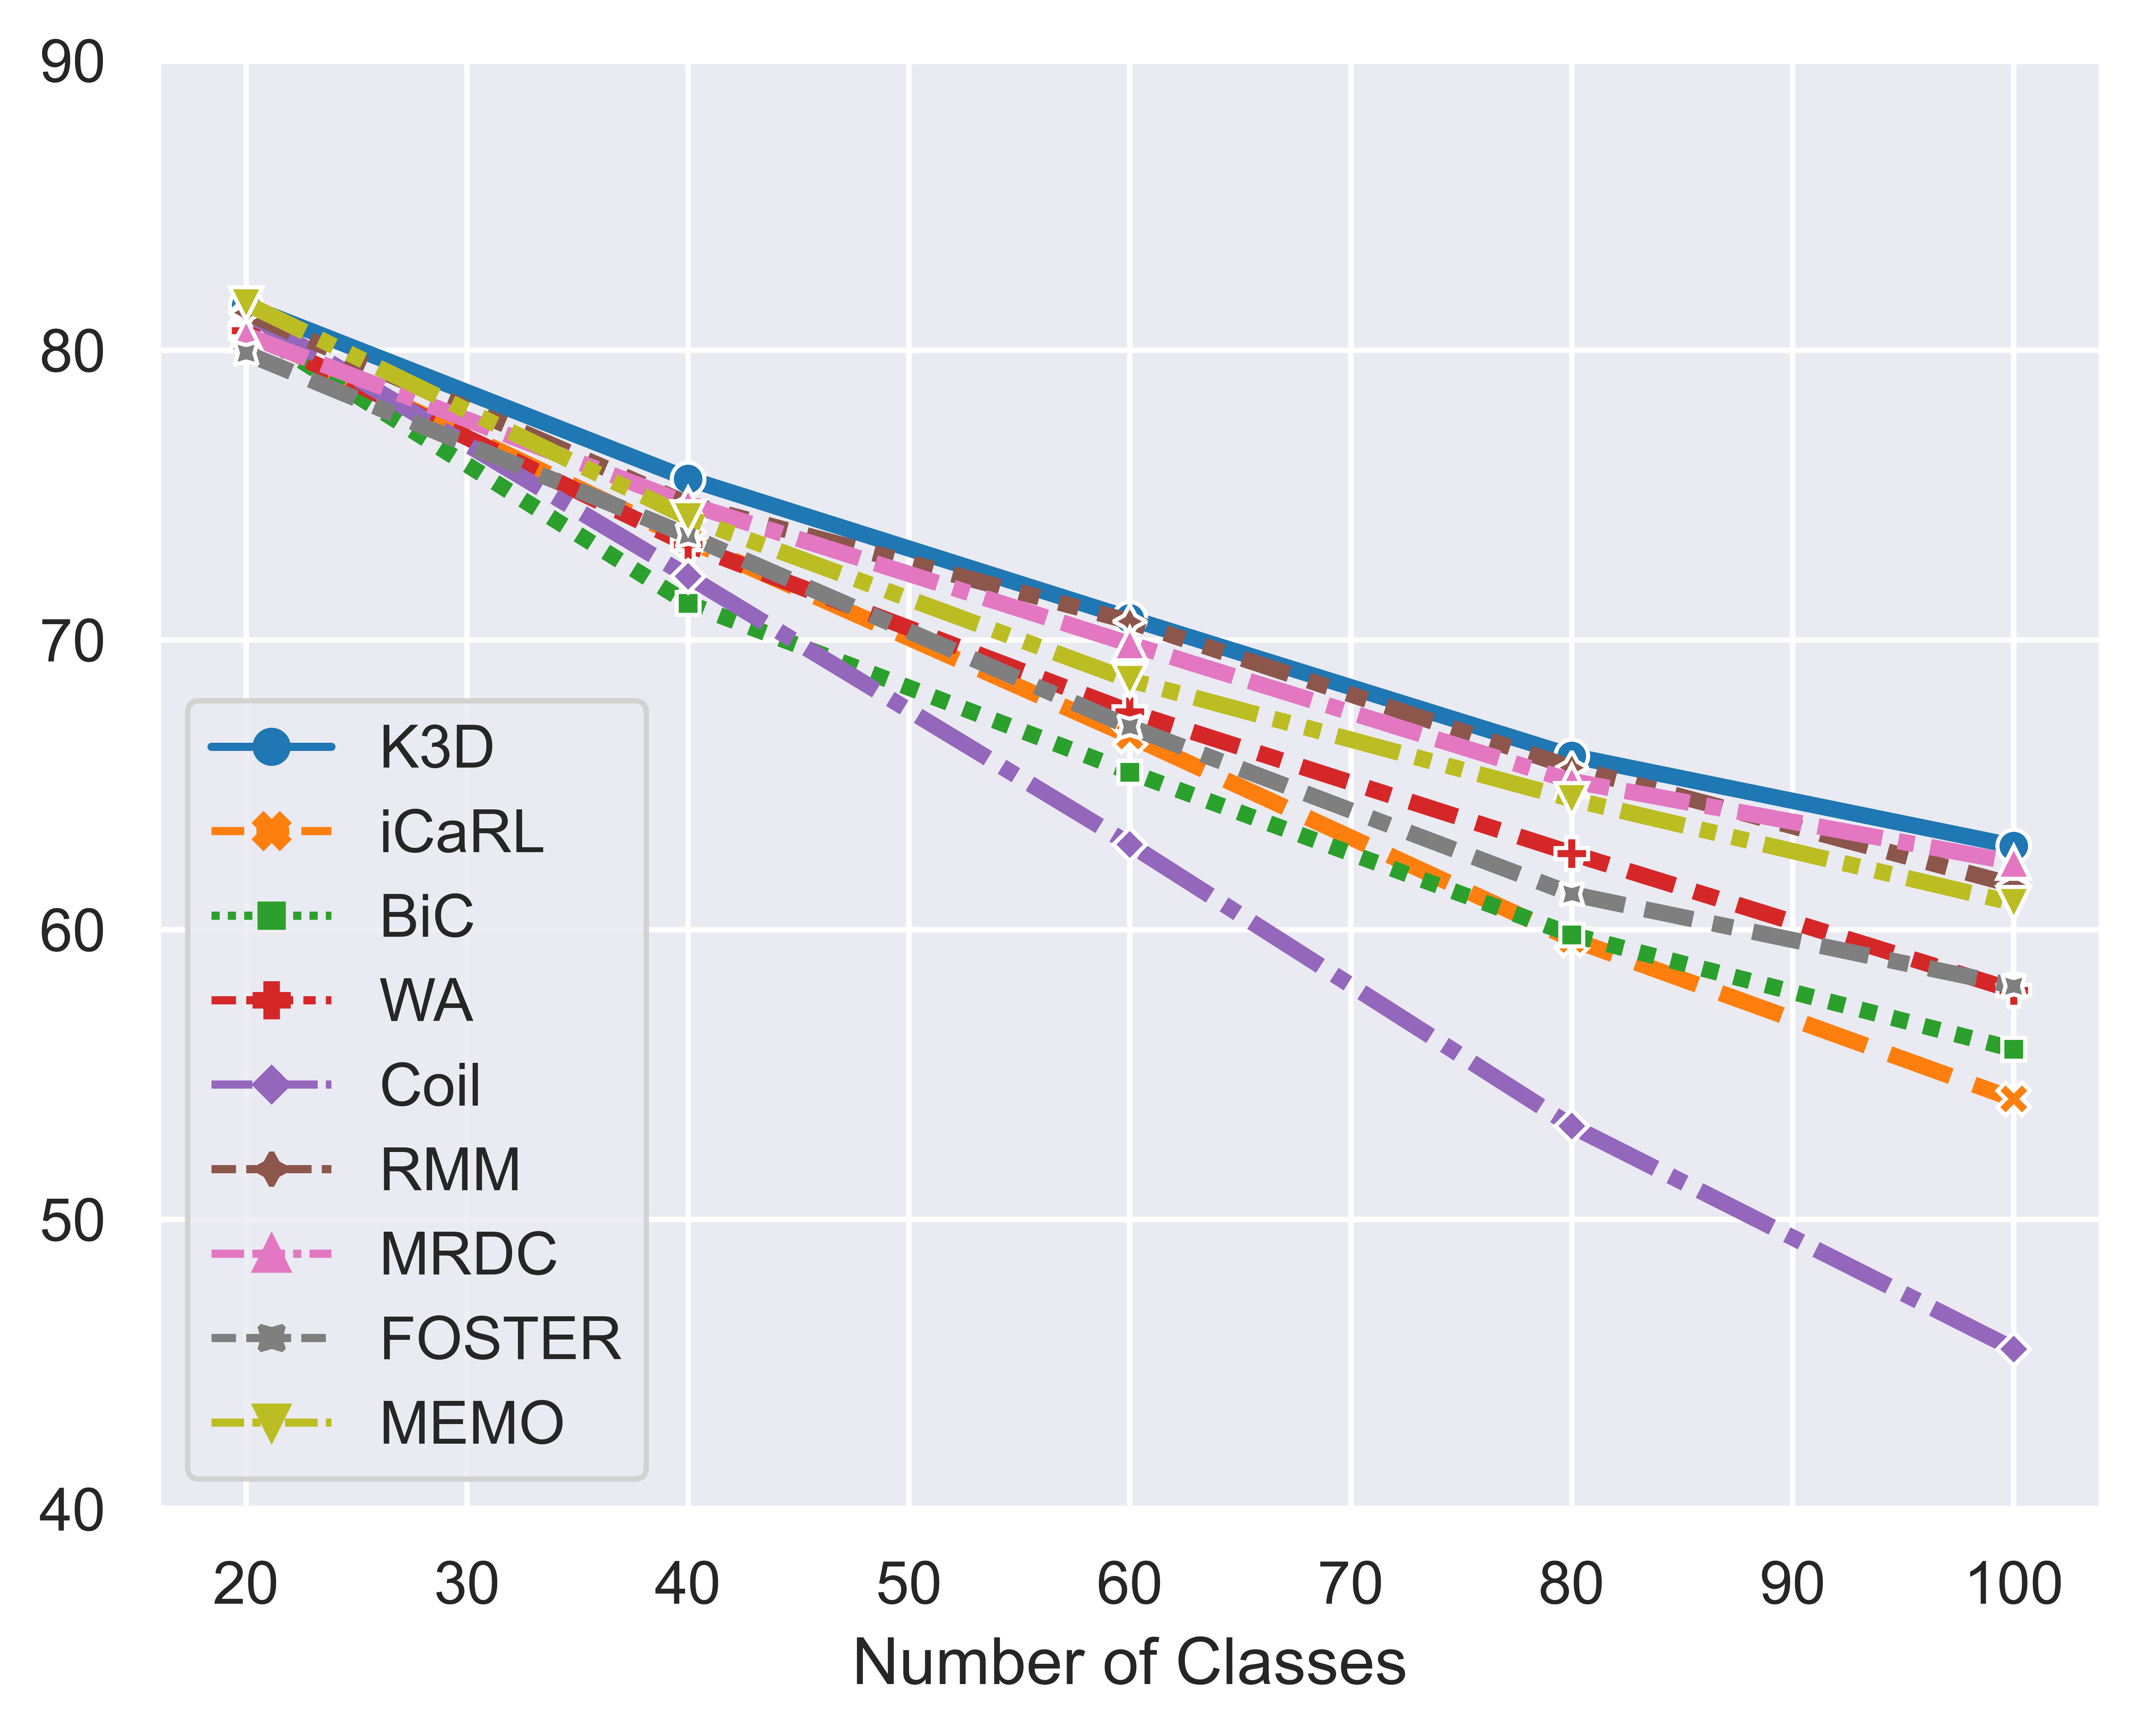 90
80
70
60
50
40
K3D
iCaRL
BiC
WA
Coil
RMM
MRDC
FOSTER
MEMO
20 30 40 50 60 70 80 90 100
Number of Classes